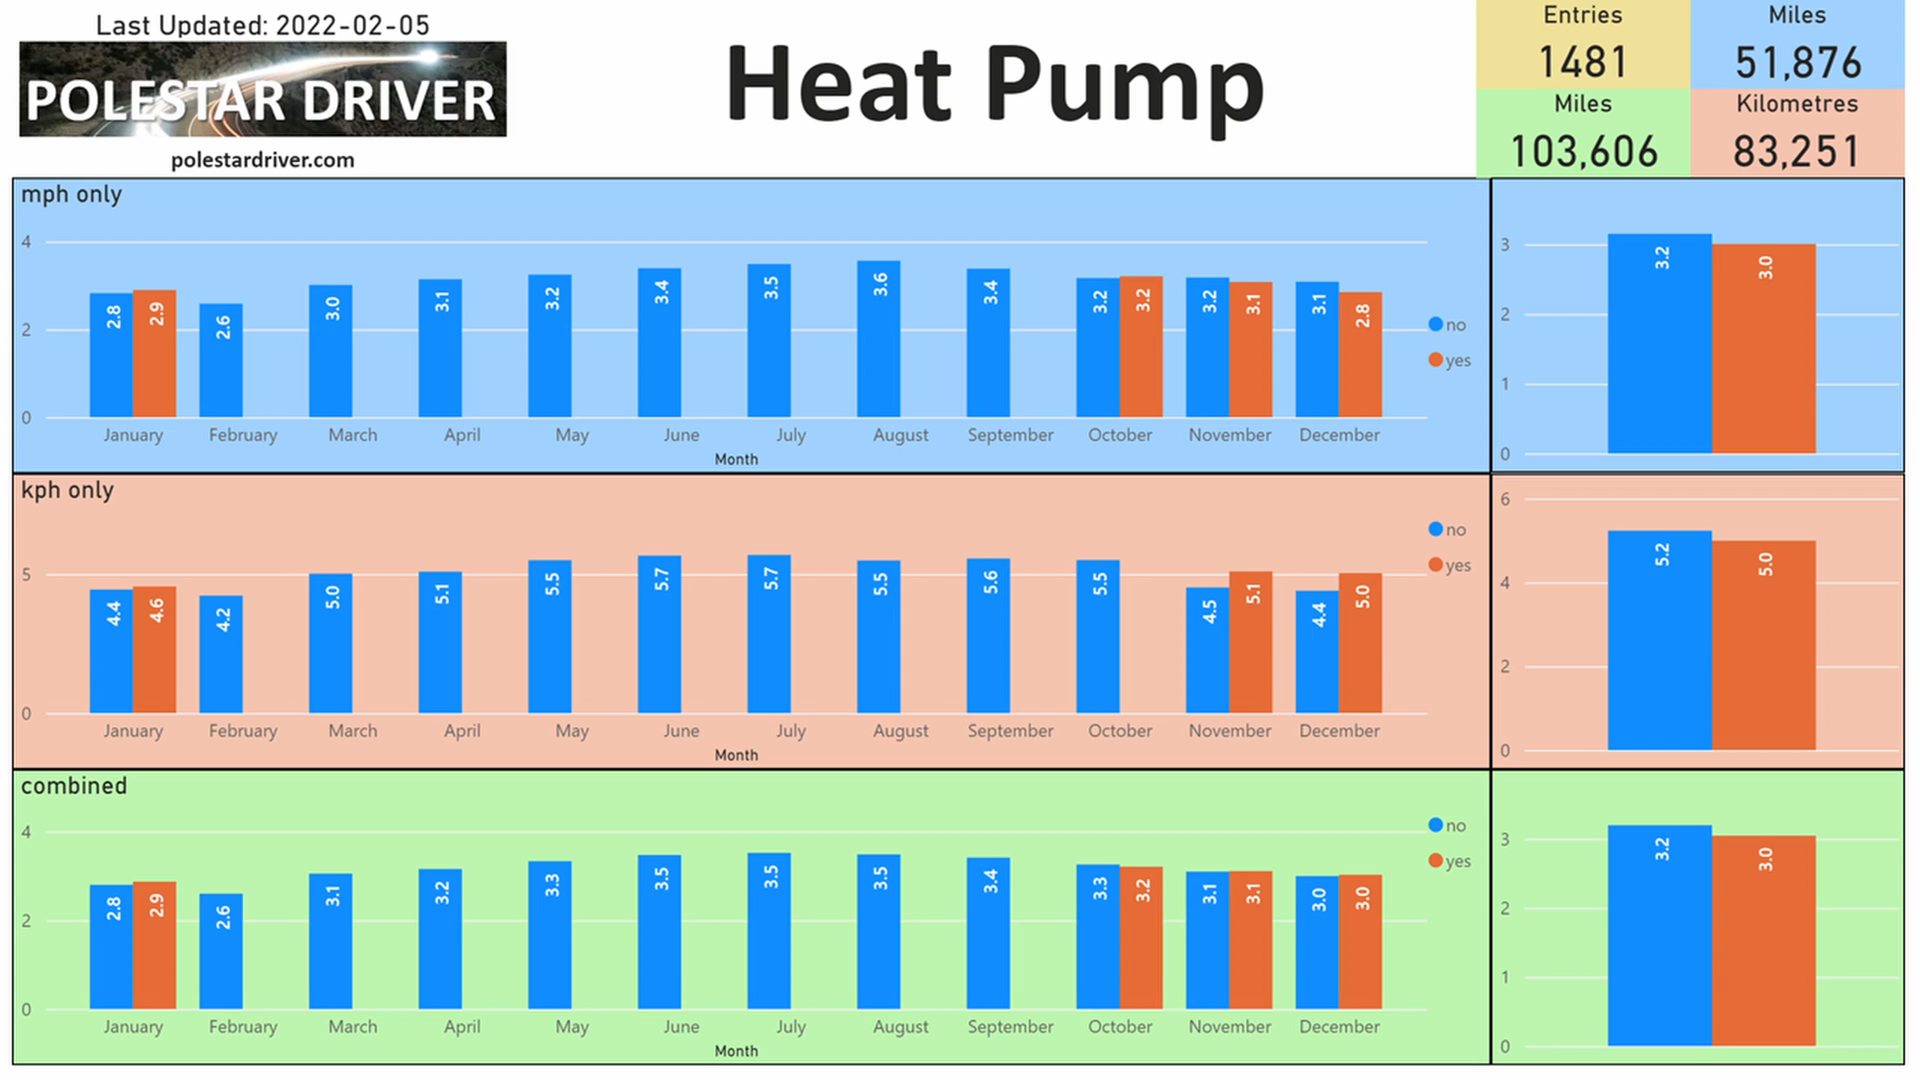 Last Updated: 2022-02-05
POLESTAR DRIVER
polestardriver.com
Heat Pump
Entries
1481
Miles
51,876
Miles
103,606
Kilometres
83,251
mph only
4
2
0
2.8 2.9 2.6 3.0 3.1 3.2 3.4 3.5 3.6 3.4 3.2 3.2 3.2 3.1 3.1 2.8
January February March April May June July August September October November December
Month
no
yes
3
2
1
0
3.2 3.0
kph only
5
0
4.4 4.6 4.2 5.0 5.1 5.5 5.7 5.7 5.5 5.6 5.5 4.5 5.1 4.4 5.0
January February March April May June July August September October November December
Month
no
yes
6
4
2
0
5.2 5.0
combined
4
2
0
2.8 2.9 2.6 3.1 3.2 3.3 3.5 3.5 3.5 3.4 3.3 3.2 3.1 3.1 3.0 3.0
January February March April May June July August September October November December
Month
no
yes
3
2
1
0
3.2 3.0